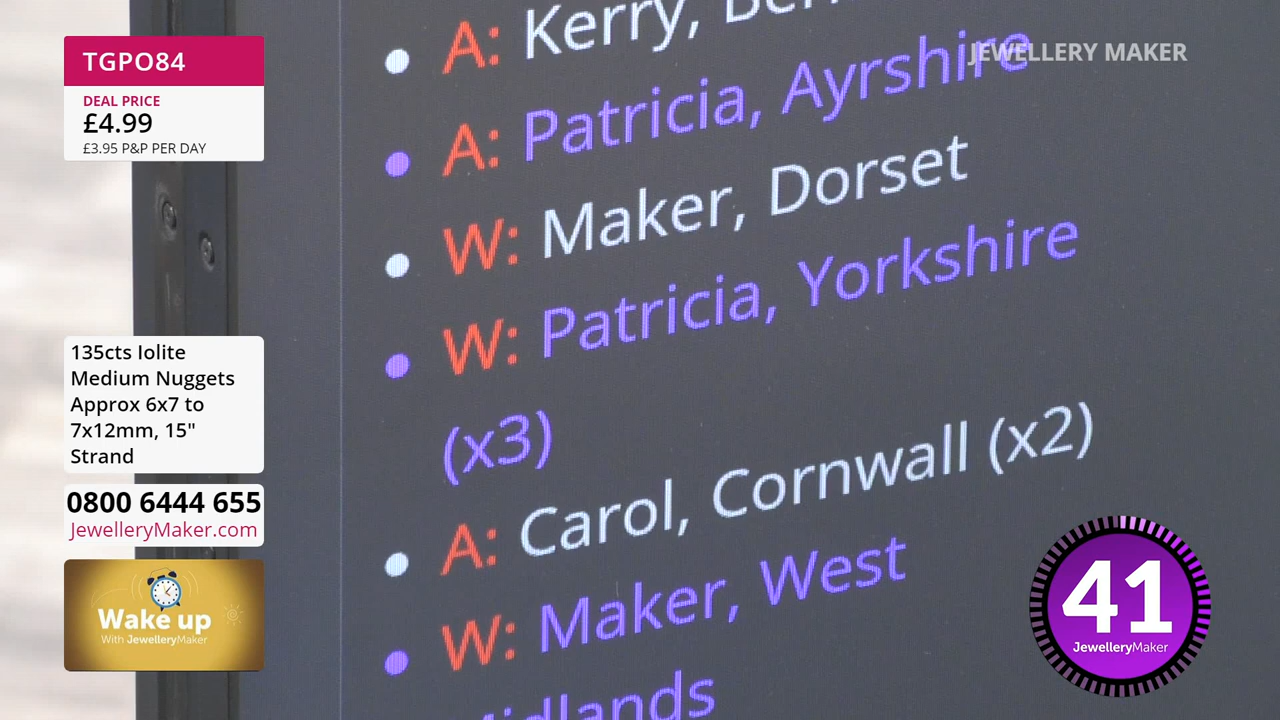 TGPO84
DEAL PRICE
£4.99
£3.95 P&P PER DAY
135cts Iolite
Medium Nuggets
Approx 6x7 to
7x12mm, 15"
Strand
0800 6444 655
JewelleryMaker.com
Wake up
With JewelleryMaker
JEWELLERY MAKER
A: Kerry,
A: Patricia, Ayrshire
W: Maker, Dorset
W: Patricia, Yorkshire
(x3)
A: Carol, Cornwall (x2)
W: Maker, West
Midlands
41
JewelleryMaker